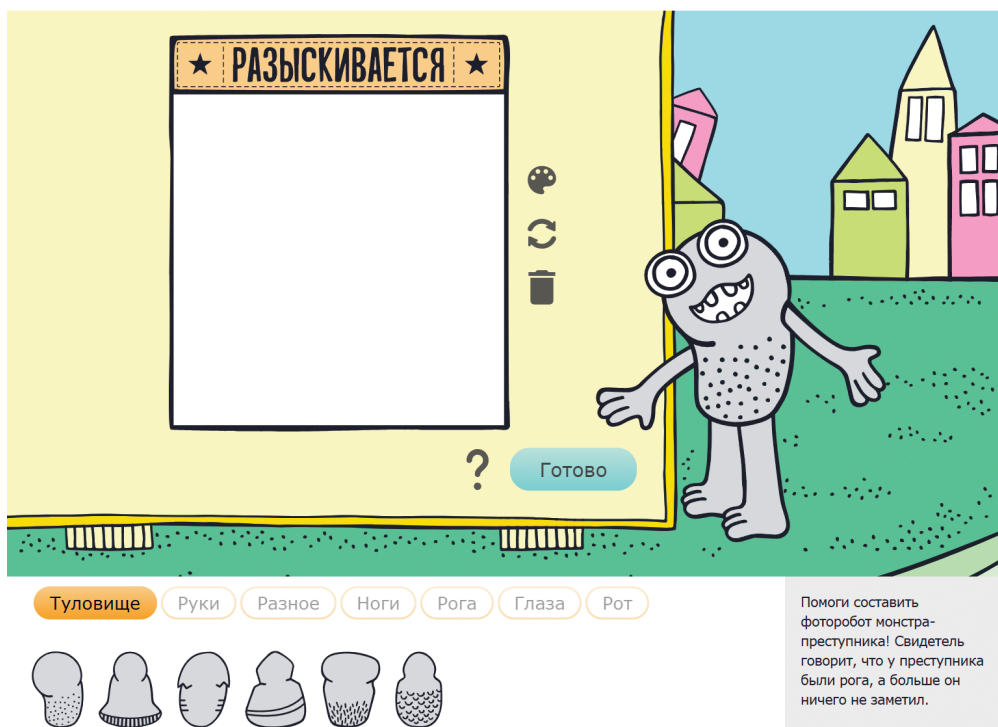 РАЗЫСКИВАЕТСЯ
?
Готово
Туловище Руки Разное Ноги Рога Глаза Рот
Помоги составить
фоторобот монстра-
преступника! Свидетель
говорит, что у преступника
были рога, а больше он
ничего не заметил.